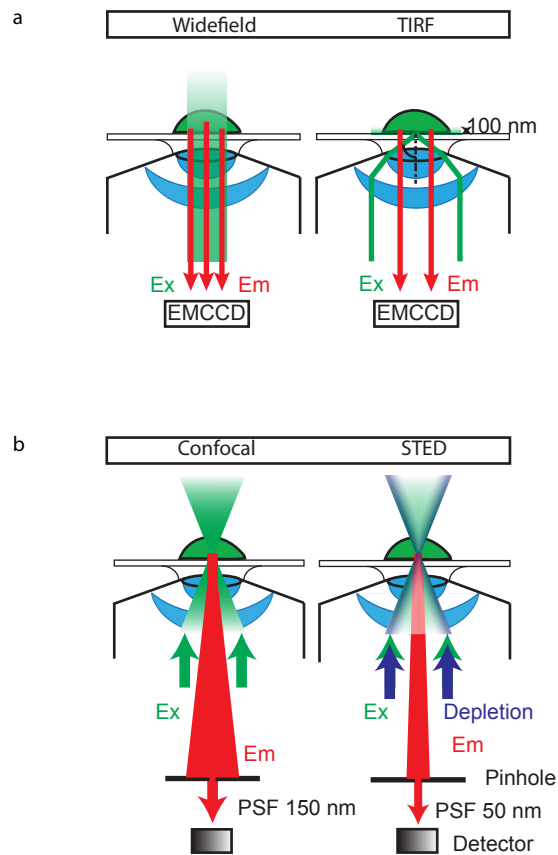 a
Widefield
TIRF
100 nm
Ex
Em
Ex
Em
EMCCD
EMCCD
b
Confocal
STED
Ex
Ex
Depletion
Em
Em
Pinhole
PSF 150 nm
PSF 50 nm
Detector